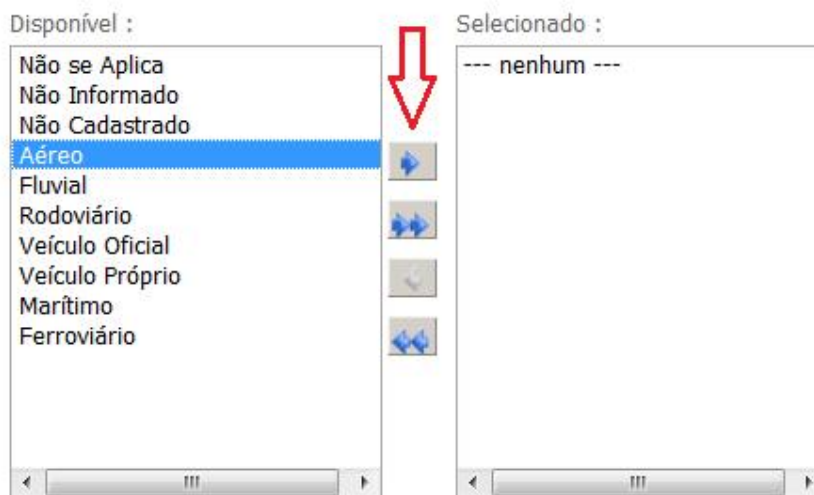 Disponível :
Não se Aplica
Não Informado
Não Cadastrado
Aéreo
Fluvial
Rodoviário
Veículo Oficial
Veículo Próprio
Marítimo
Ferroviário
Selecionado :
--- nenhum ---